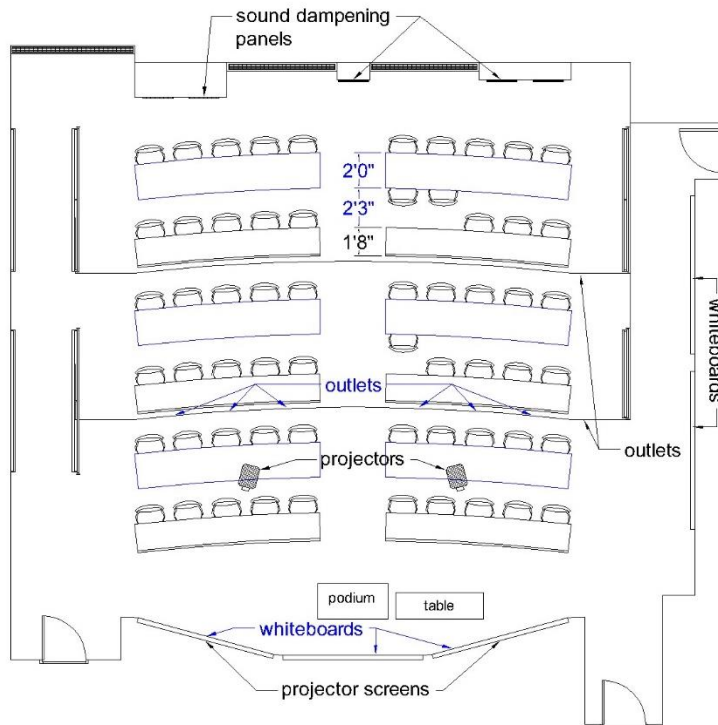 sound dampening
panels
2'0"
2'3"
1'8"
whiteboards
outlets
outlets
projectors
podium
table
whiteboards
projector screens